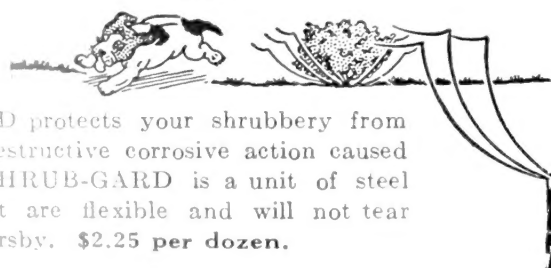 D protects your shrubbery from
estructive corrosive action caused
HRUB-GARD is a unit of steel
t are flexible and will not tear
rsby. $2.25 per dozen.